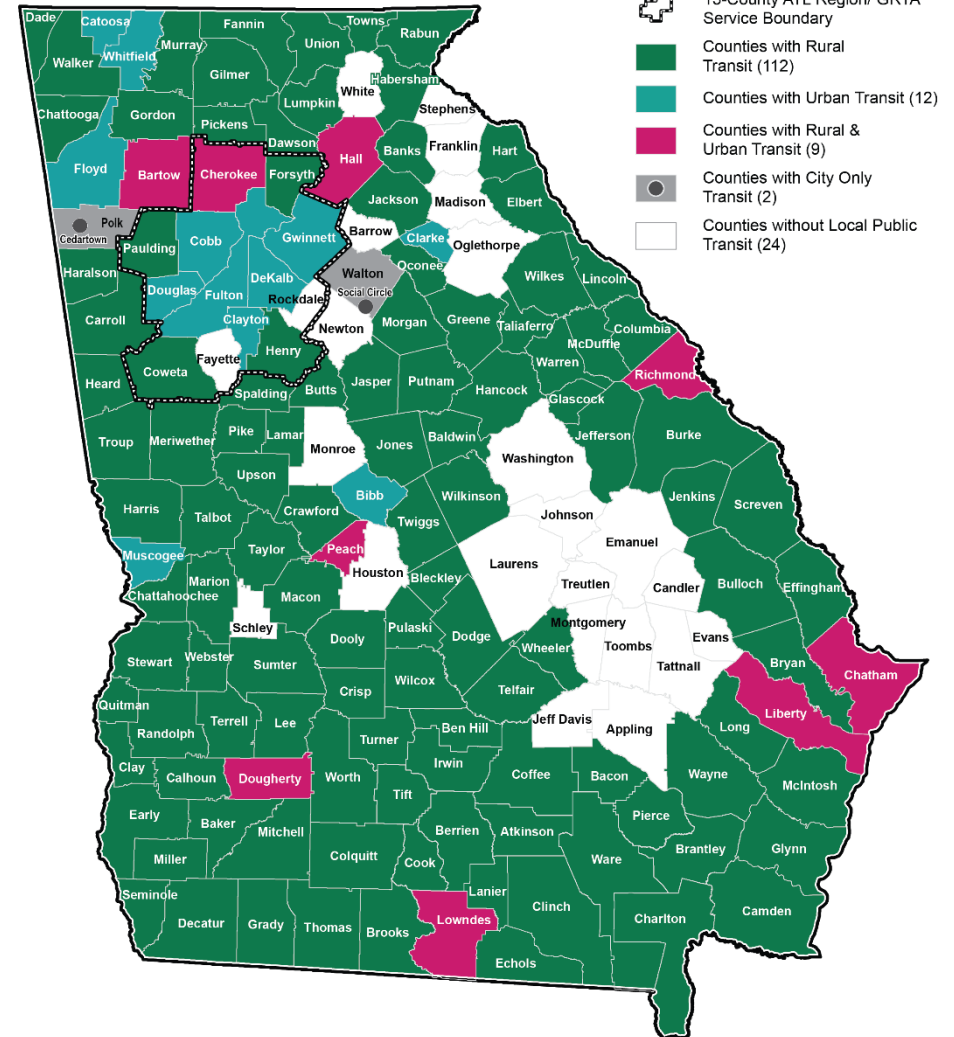 Dade
Catoosa
Fannin
Towns
Rabun
Union
Murray
Whitfield
Walker
Gilmer
Habersham
White
Lumpkin
Stephens
Chattooga
Gordon
Pickens
Dawson
Franklin
Banks
Hart
Hall
Floyd
Bartow
Cherokee
Forsyth
Jackson
Madison
Elbert
Polk
Cedartown
Barrow
Clarke
Oglethorpe
Gwinnett
Cobb
Paulding
Haralson
Oconee
Walton
Social Circle
Wilkes
Lincoln
DeKalb
Douglas
Fulton
Rockdale
Carroll
Clayton
Newton
Morgan
Greene
Taliaferro
Columbia
McDuffie
Henry
Fayette
Coweta
Heard
Warren
Richmond
Spalding
Butts
Jasper
Putnam
Hancock
Glascock
Troup
Meriwether
Pike
Lamar
Monroe
Jones
Baldwin
Jefferson
Burke
Washington
Upson
Bibb
Wilkinson
Jenkins
Screven
Harris
Talbot
Crawford
Twiggs
Johnson
Emanuel
Muscogee
Taylor
Peach
Houston
Bleckley
Laurens
Treutlen
Candler
Bulloch
Effingham
Marion
Chattahoochee
Macon
Schley
Dooly
Pulaski
Dodge
Montgomery
Wheeler
Toombs
Evans
Tattnall
Bryan
Chatham
Stewart
Webster
Sumter
Crisp
Wilcox
Telfair
Liberty
Quitman
Randolph
Terrell
Lee
Turner
Ben Hill
Jeff Davis
Appling
Long
Irwin
Clay
Calhoun
Dougherty
Worth
Tift
Coffee
Bacon
Wayne
McIntosh
Early
Baker
Mitchell
Berrien
Atkinson
Pierce
Brantley
Glynn
Miller
Colquitt
Cook
Ware
Seminole
Lanier
Clinch
Decatur
Grady
Thomas
Brooks
Lowndes
Charlton
Camden
Echols
13-County ATL Region/ GRTA
Service Boundary
Counties with Rural
Transit (112)
Counties with Urban Transit (12)
Counties with Rural &
Urban Transit (9)
Counties with City Only
Transit (2)
Counties without Local Public
Transit (24)